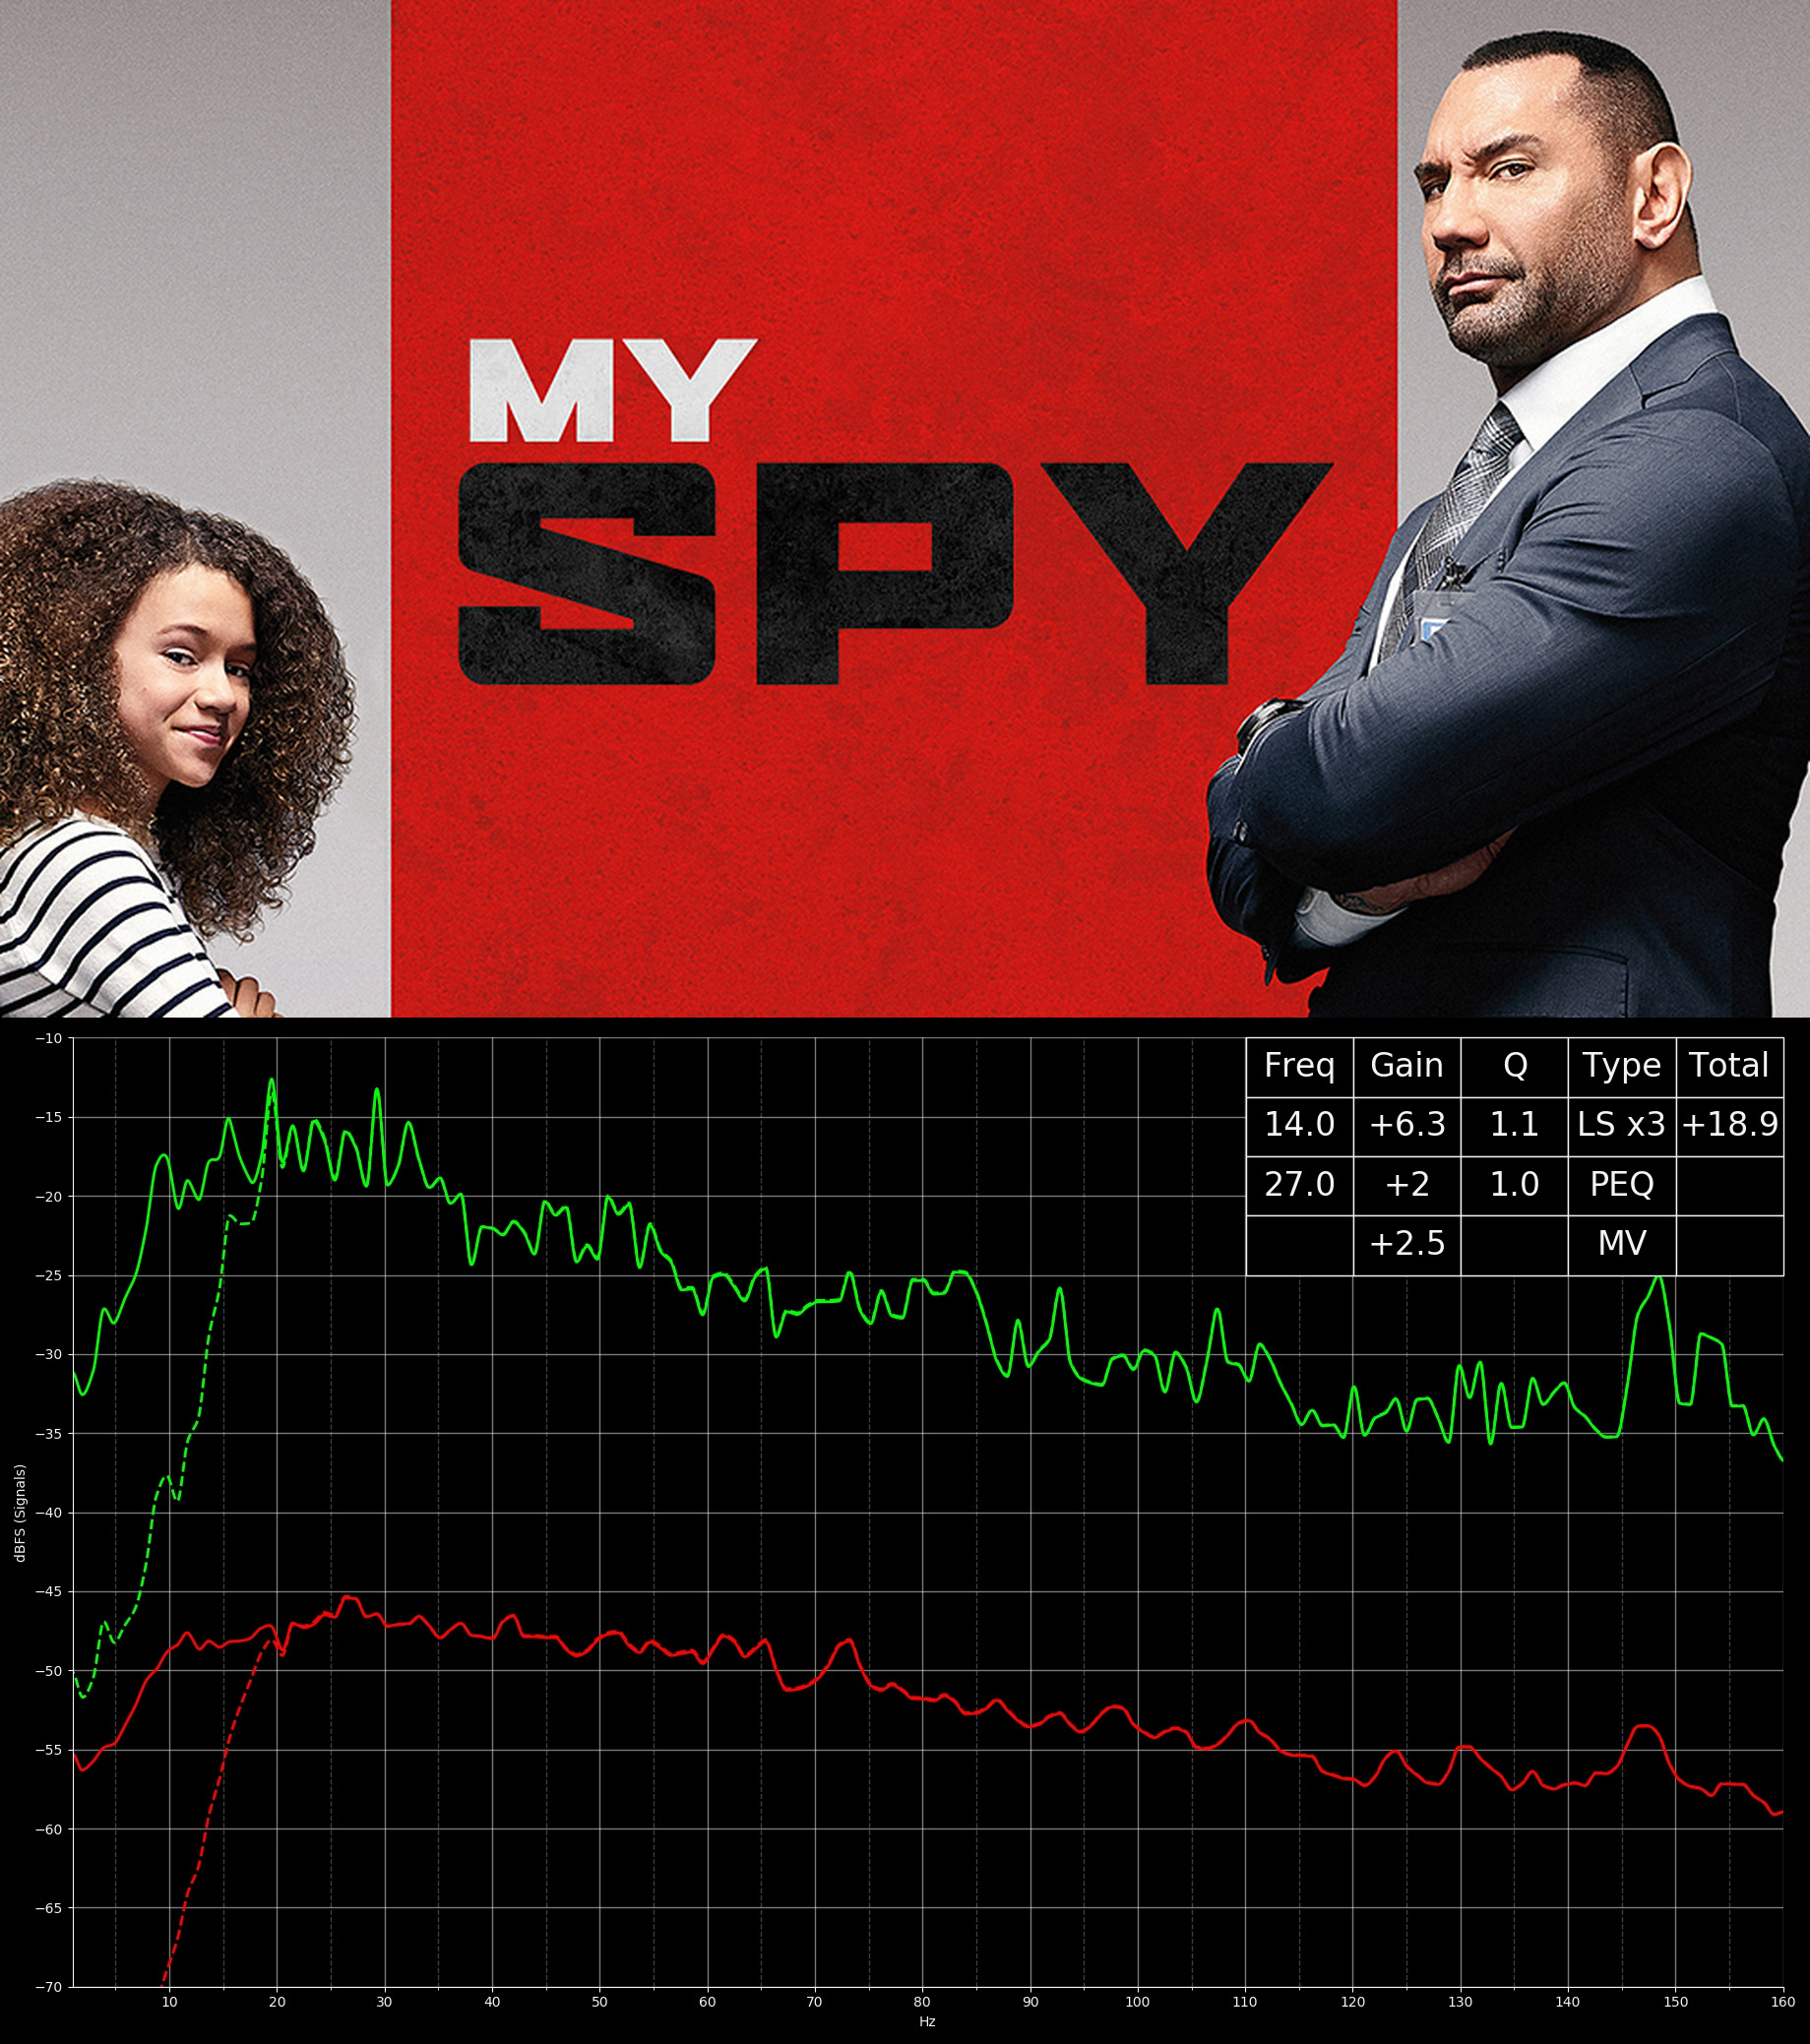 MY
SPY
Freq Gain Q Type Total
14.0 +6.3 1.1 LS x3 +18.9
27.0 +2 1.0 PEQ
+2.5 MV
−10
−15
−20
−25
−30
−35
−40
−45
−50
−55
−60
−65
−70
dBFS (Signals)
10 20 30 40 50 60 70 80 90 100 110 120 130 140 150 160
Hz